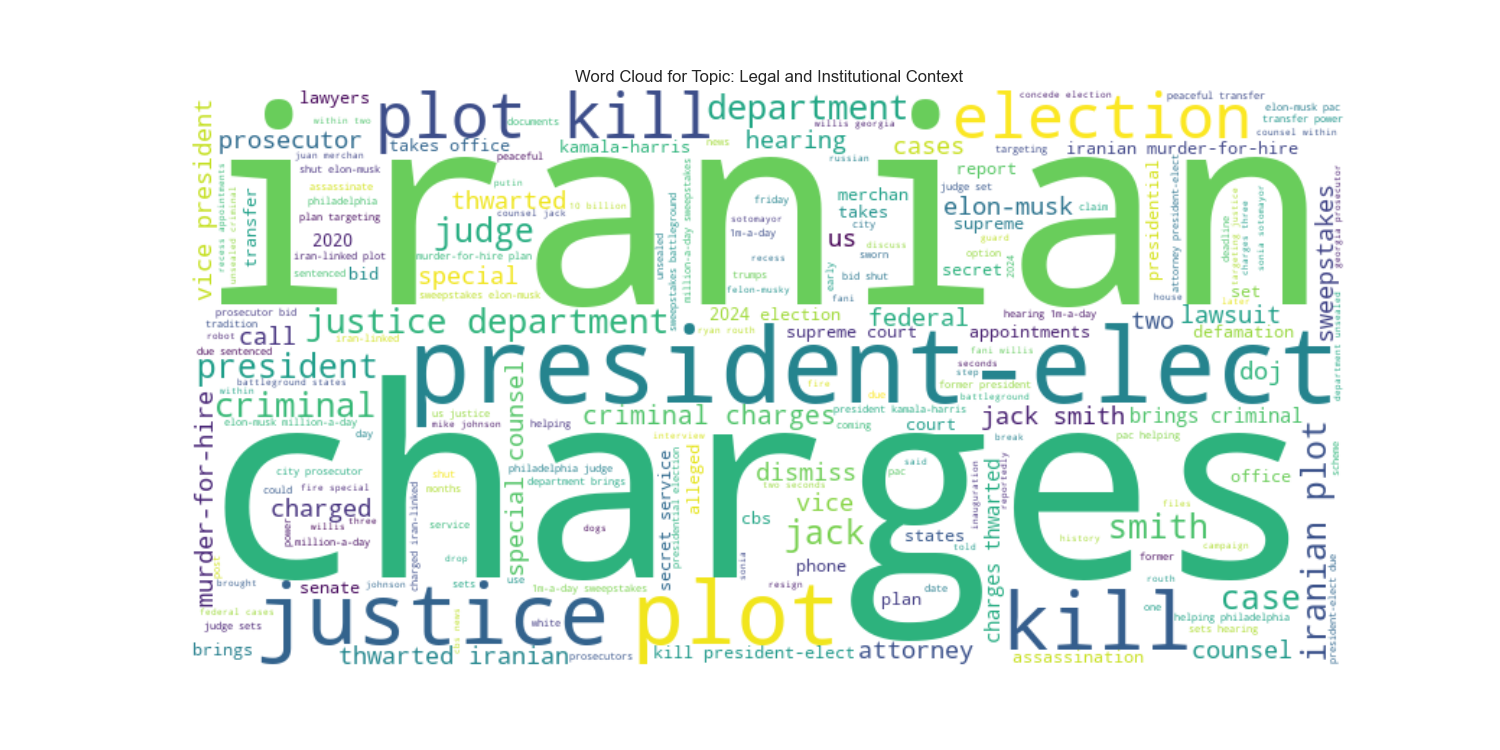 Word Cloud for Topic: Legal and Institutional Context
lawyers
concede election
peaceful transfer
within two
plot kill
documents
department
willis georgia
election
elon-musk pac
transfer power
counsel within
prosecutor
takes office
kamala-harris
hearing
news
cases
targeting
iranian murder-for-hire
vice president
recess appointments
unsealed criminal
transfer
juan merchan
shut elon-musk
peaceful
russian
report
iranian
assassinate
philadelphia
plan targeting
putin
thwarted
10 billion
counsel jack
judge
2020
iran-linked plot
murder-for-hire plan
sentenced
bid
special
sweepstakes elon-musk
unsealed
sweepstakes battleground
million-a-day sweepstakes
friday
sotomayor
1m-a-day
recess
trumps
felon-musky
merchan
takes
city
us
discuss
sworn
early
bid shut
fani
judge set
elon-musk
claim
supreme
guard
option
secret
2024
presidential
attorney president-elect
house
deadline
targeting justice
charges three
sonia sotomayor
set
later
sweepstakes
georgia prosecutor
department unsealed
prosecutor bid
tradition
robot
call
iran-linked
justice department
ryan routh
2024 election
supreme court
federal
hearing 1m-a-day
appointments
two
lawsuit
defamation
due sentenced
president
battleground states
within
criminal
elon-musk million-a-day
day
president-elect
fani willis
seconds
step
former president
battleground
fire
due
doj
us justice
mike johnson
helping
criminal charges
president kamala-harris
coming
court
jack smith
brings criminal
break
pac helping
murder-for-hire
special counsel
interview
said
pac
charges
city prosecutor
could
fire special
shut
months
philadelphia judge
department brings
charged
willis
three
power
million-a-day
charged iran-linked
service
dogs
secret service
presidential election
alleged
dismiss
two seconds
vice
cbs
jack
states
told
inauguration
reportedly
charges thwarted
office
files
smith
history
campaign
former
routh
iranian plot
scheme
president-elect due
post
brought
senate
johnson
drop
sets
use
1m-a-day sweepstakes
sonia
resign
phone
plan
date
federal cases
judge sets
justice
cbs news
white
plot
kill
one
case
helping philadelphia
sets hearing
brings
thwarted iranian
prosecutors
kill president-elect
attorney
assassination
counsel